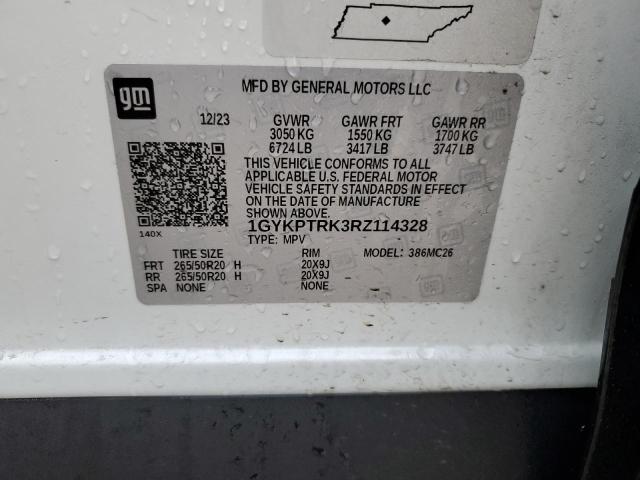 gm
MFD BY GENERAL MOTORS LLC
12/23 GVWR GAWR FRT GAWR RR
3050 KG 1550 KG 1700 KG
6724 LB 3417 LB 3747 LB
THIS VEHICLE CONFORMS TO ALL
APPLICABLE U.S. FEDERAL MOTOR
VEHICLE SAFETY STANDARDS IN EFFECT
ON THE DATE OF MANUFACTURE
SHOWN ABOVE.
1GYKPTRK3RZ114328
140X
TYPE: MPV MODEL: 386MC26
TIRE SIZE RIM
FRT 265/50R20 H 20X9J
RR 265/50R20 H 20X9J
SPA NONE NONE